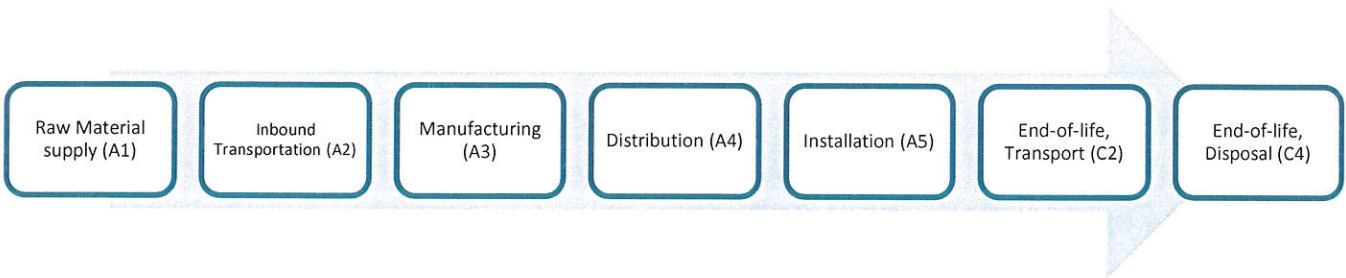 Raw Material
supply (A1)
Inbound
Transportation (A2)
Manufacturing
(A3)
Distribution (A4)
Installation (A5)
End-of-life,
Transport (C2)
End-of-life,
Disposal (C4)